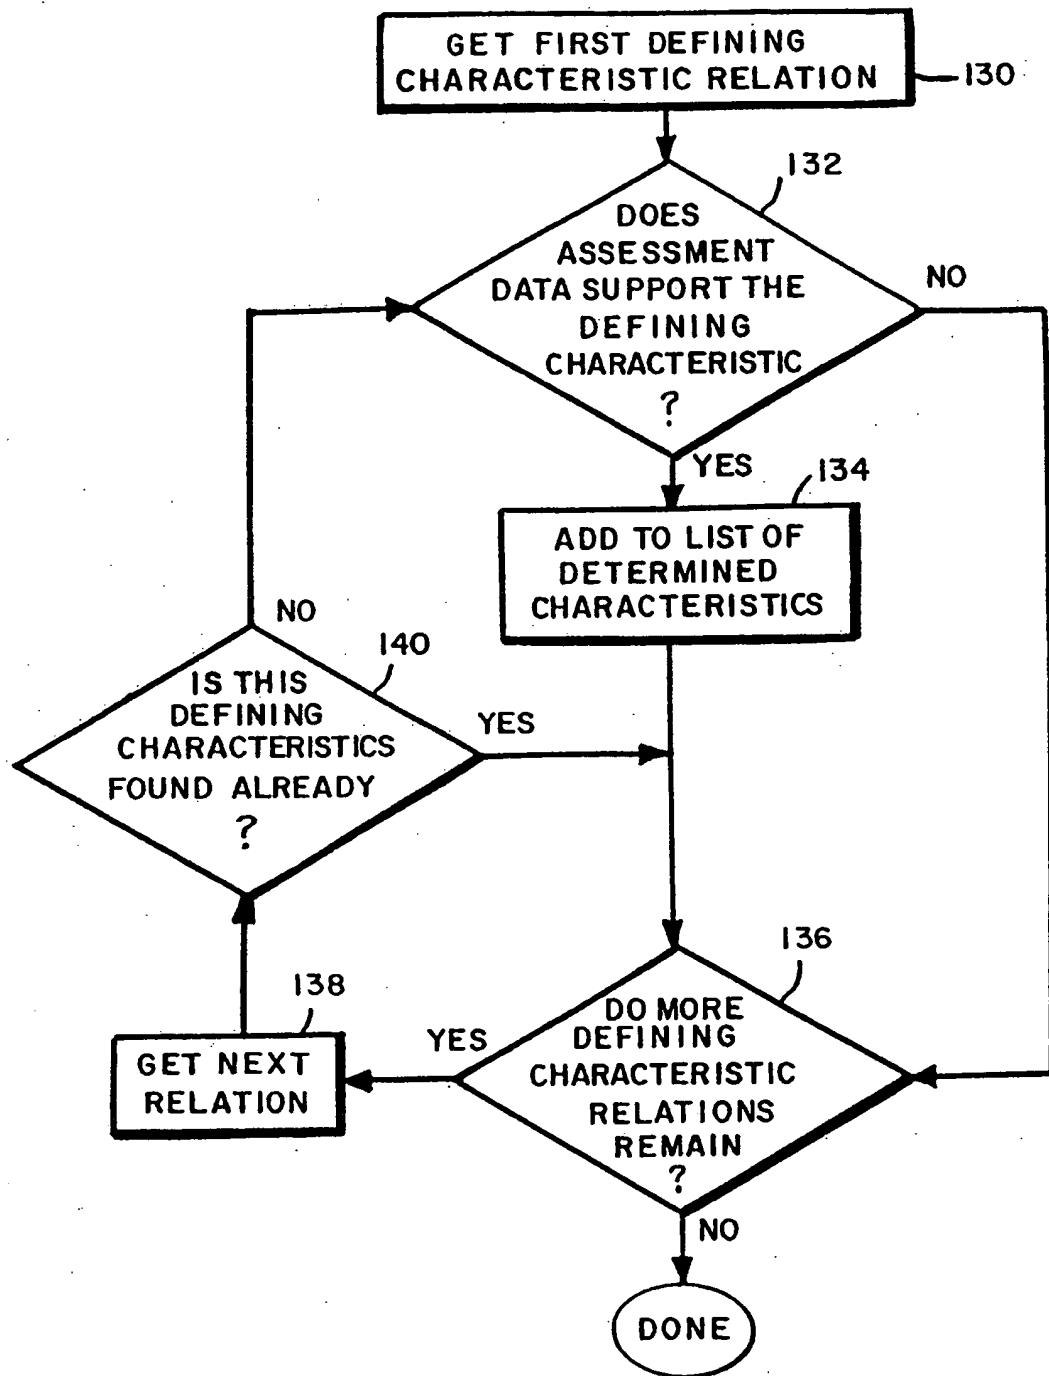 GET FIRST DEFINING
CHARACTERISTIC RELATION
130
132
DOES
ASSESSMENT
DATA SUPPORT THE
DEFINING
CHARACTERISTIC
?
NO
YES
134
ADD TO LIST OF
DETERMINED
CHARACTERISTICS
NO
140
IS THIS
DEFINING
CHARACTERISTICS
FOUND ALREADY
?
YES
136
DO MORE
DEFINING
CHARACTERISTIC
RELATIONS
REMAIN
?
YES
138
GET NEXT
RELATION
NO
DONE